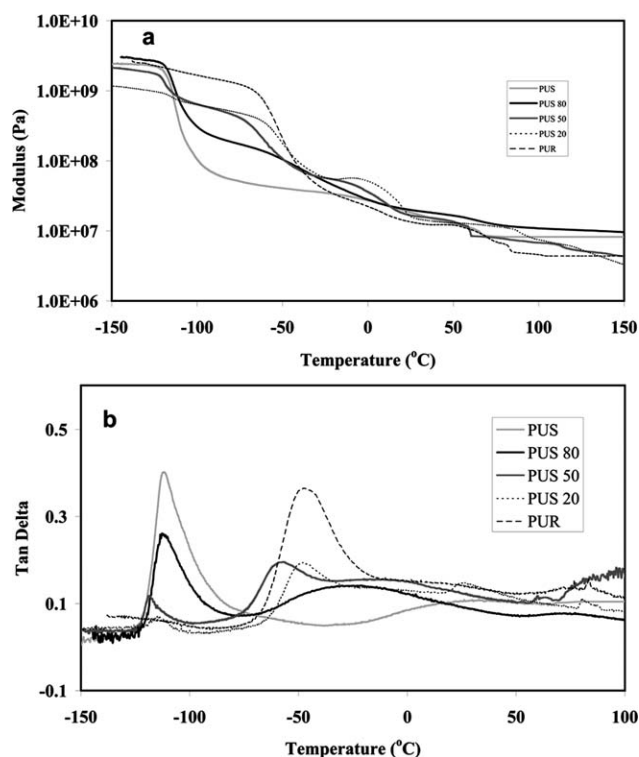 a
1.0E+10
1.0E+09
1.0E+08
1.0E+07
1.0E+06
Modulus (Pa)
PUS
PUS 80
PUS 50
PUS 20
PUR
-150 -100 -50 0 50 100 150
Temperature (°C)
b
0.5
0.3
0.1
-0.1
Tan Delta
PUS
PUS 80
PUS 50
PUS 20
PUR
-150 -100 -50 0 50 100
Temperature (°C)